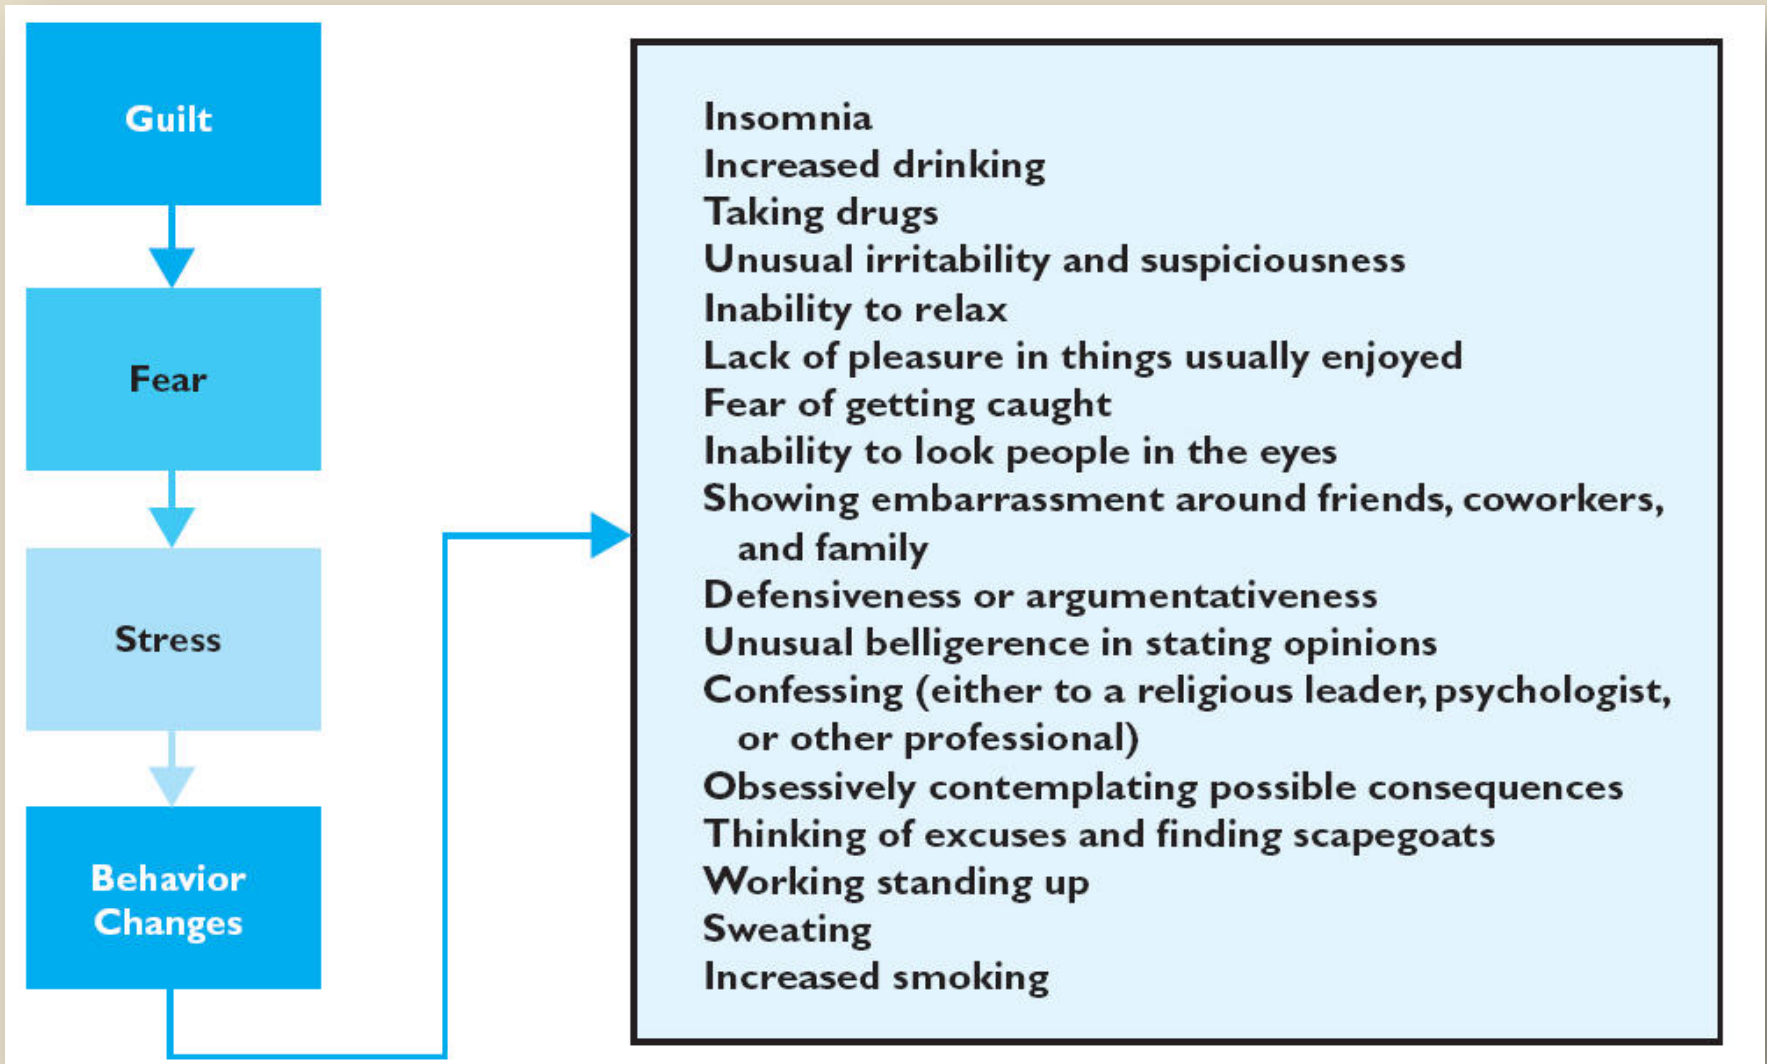 Guilt
Fear
Stress
Behavior
Changes
Insomnia
Increased drinking
Taking drugs
Unusual irritability and suspiciousness
Inability to relax
Lack of pleasure in things usually enjoyed
Fear of getting caught
Inability to look people in the eyes
Showing embarrassment around friends, coworkers,
and family
Defensiveness or argumentativeness
Unusual belligerence in stating opinions
Confessing (either to a religious leader, psychologist,
or other professional)
Obsessively contemplating possible consequences
Thinking of excuses and finding scapegoats
Working standing up
Sweating
Increased smoking